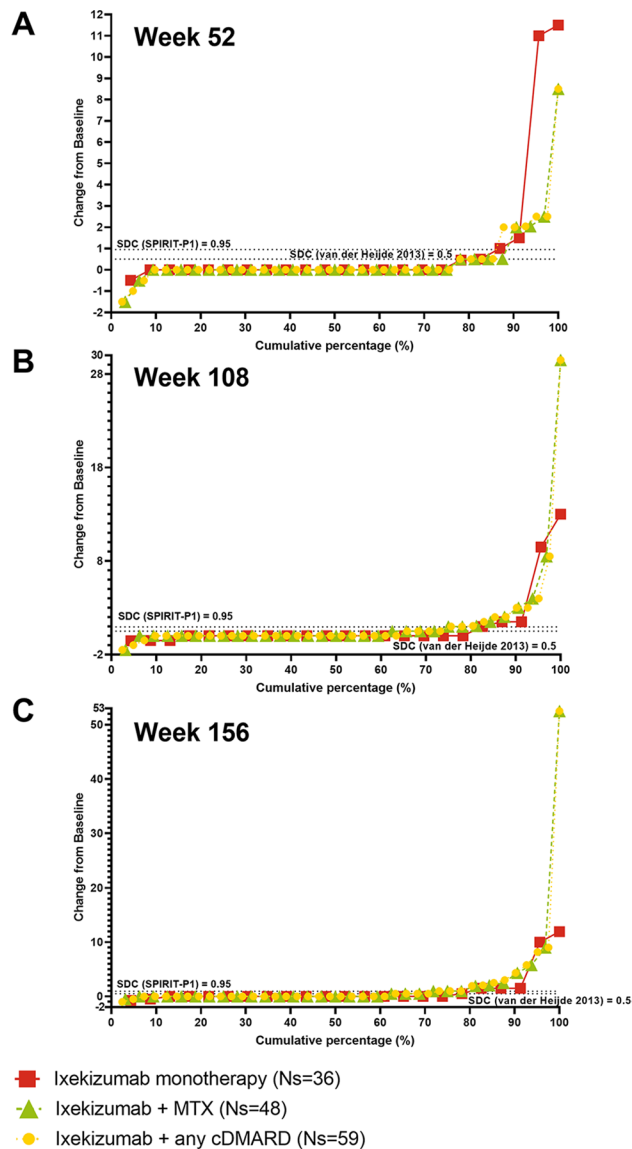 A
Week 52
12
11
10
9
8
7
6
5
4
3
2
1
0
-1
-2
Change from Baseline
SDC (SPIRIT-P1) = 0.95
SDC (van der Heijde 2013) = 0.5
0 10 20 30 40 50 60 70 80 90 100
Cumulative percentage (%)
B
Week 108
30
28
18
8
-2
Change from Baseline
SDC (SPIRIT-P1) = 0.95
SDC (van der Heijde 2013) = 0.5
0 10 20 30 40 50 60 70 80 90 100
Cumulative percentage (%)
C
Week 156
53
50
40
30
20
10
0
-2
Change from Baseline
SDC (SPIRIT-P1) = 0.95
SDC (van der Heijde 2013) = 0.5
0 10 20 30 40 50 60 70 80 90 100
Cumulative percentage (%)
Ixekizumab monotherapy (Ns=36)
Ixekizumab + MTX (Ns=48)
Ixekizumab + any cDMARD (Ns=59)